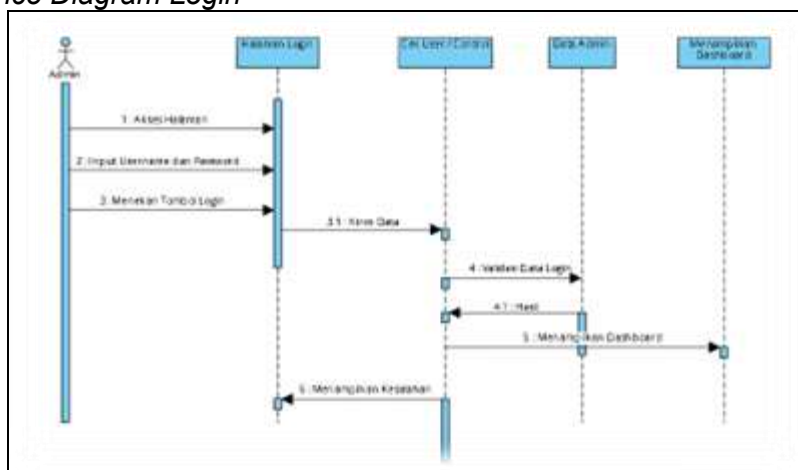 Diagram Login
Halaman Login
Cek User / Control
Data Admin
Menampilkan
Dashboard
Admin
1. Akses Halaman
2. Input Username dan Password
3. Menekan Tombol Login
3.1 : Kirim Data
4 : Validasi Data Login
4.1 : Hasil
5 : Menampilkan Dashboard
6 : Menampilkan Kesalahan